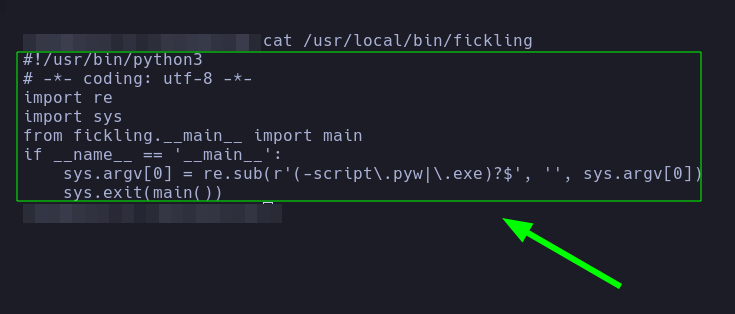 cat /usr/local/bin/fickling
#!/usr/bin/python3
# -*- coding: utf-8 -*-
import re
import sys
from fickling.__main__ import main
if __name__ == '__main__':
    sys.argv[0] = re.sub(r'(-script\.pyw|\.exe)?$', '', sys.argv[0])
    sys.exit(main())